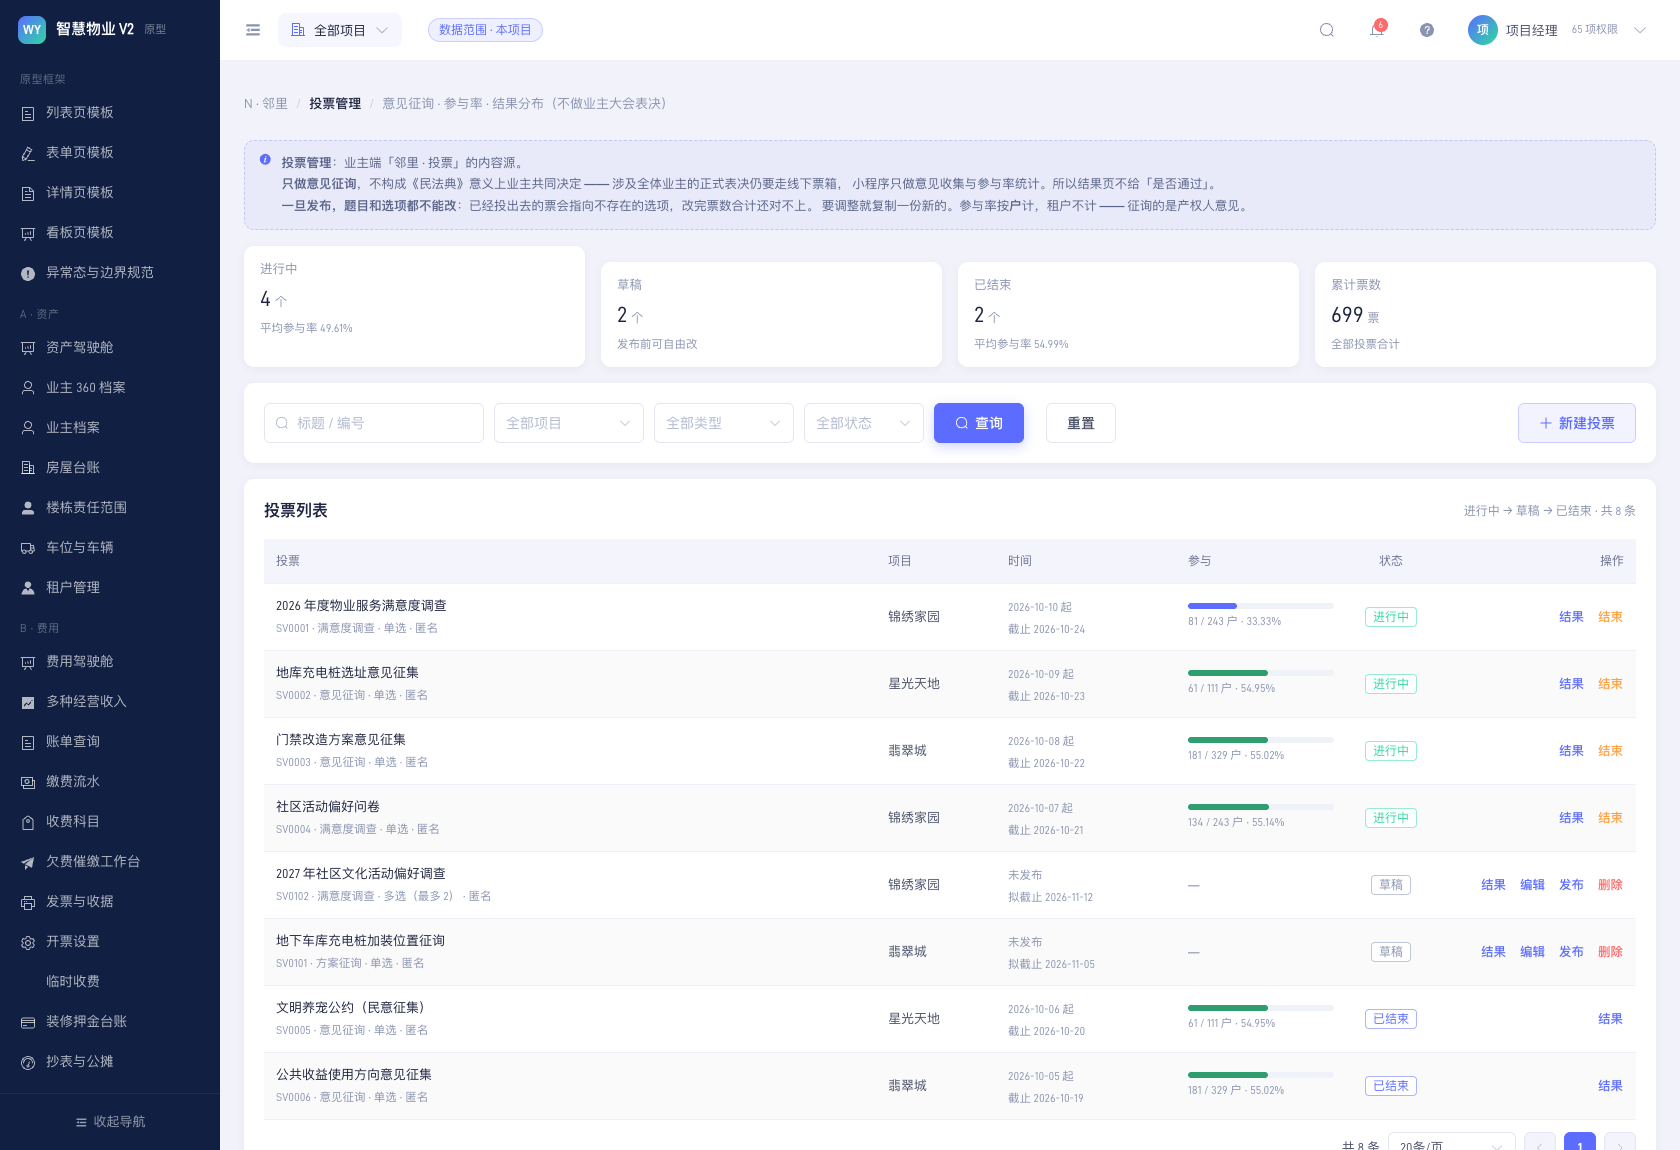 WY 智慧物业 V2 原型
原型框架
列表页模板
表单页模板
详情页模板
看板页模板
异常态与边界规范
A · 资产
资产驾驶舱
业主 360 档案
业主档案
房屋台账
楼栋责任范围
车位与车辆
租户管理
B · 费用
费用驾驶舱
多种经营收入
账单查询
缴费流水
收费科目
欠费催缴工作台
发票与收据
开票设置
临时收费
装修押金台账
抄表与公摊
收起导航
全部项目 数据范围 · 本项目 6 项 项目经理 65 项权限
N · 邻里 / 投票管理 / 意见征询 · 参与率 · 结果分布（不做业主大会表决）
投票管理：业主端「邻里 · 投票」的内容源。
只做意见征询，不构成《民法典》意义上业主共同决定 —— 涉及全体业主的正式表决仍要走线下票箱， 小程序只做意见收集与参与率统计。所以结果页不给「是否通过」。
一旦发布，题目和选项都不能改：已经投出去的票会指向不存在的选项，改完票数合计还对不上。 要调整就复制一份新的。参与率按户计，租户不计 —— 征询的是产权人意见。
进行中
4 个
平均参与率 49.61%
草稿
2 个
发布前可自由改
已结束
2 个
平均参与率 54.99%
累计票数
699 票
全部投票合计
标题 / 编号 全部项目 全部类型 全部状态 查询 重置 新建投票
投票列表 进行中 → 草稿 → 已结束 · 共 8 条
投票 项目 时间 参与 状态 操作
2026 年度物业服务满意度调查
SV0001 · 满意度调查 · 单选 · 匿名
锦绣家园
2026-10-10 起
截止 2026-10-24
81 / 243 户 · 33.33%
进行中 结果 结束
地库充电桩选址意见征集
SV0002 · 意见征询 · 单选 · 匿名
星光天地
2026-10-09 起
截止 2026-10-23
61 / 111 户 · 54.95%
进行中 结果 结束
门禁改造方案意见征集
SV0003 · 意见征询 · 单选 · 匿名
翡翠城
2026-10-08 起
截止 2026-10-22
181 / 329 户 · 55.02%
进行中 结果 结束
社区活动偏好问卷
SV0004 · 满意度调查 · 单选 · 匿名
锦绣家园
2026-10-07 起
截止 2026-10-21
134 / 243 户 · 55.14%
进行中 结果 结束
2027 年社区文化活动偏好调查
SV0102 · 满意度调查 · 多选（最多 2） · 匿名
锦绣家园
未发布
拟截止 2026-11-12
—
草稿 结果 编辑 发布 删除
地下车库充电桩加装位置征询
SV0101 · 方案征询 · 单选 · 匿名
翡翠城
未发布
拟截止 2026-11-05
—
草稿 结果 编辑 发布 删除
文明养宠公约（民意征集）
SV0005 · 意见征询 · 单选 · 匿名
星光天地
2026-10-06 起
截止 2026-10-20
61 / 111 户 · 54.95%
已结束 结果
公共收益使用方向意见征集
SV0006 · 意见征询 · 单选 · 匿名
翡翠城
2026-10-05 起
截止 2026-10-19
181 / 329 户 · 55.02%
已结束 结果
共 8 条 20条/页 1